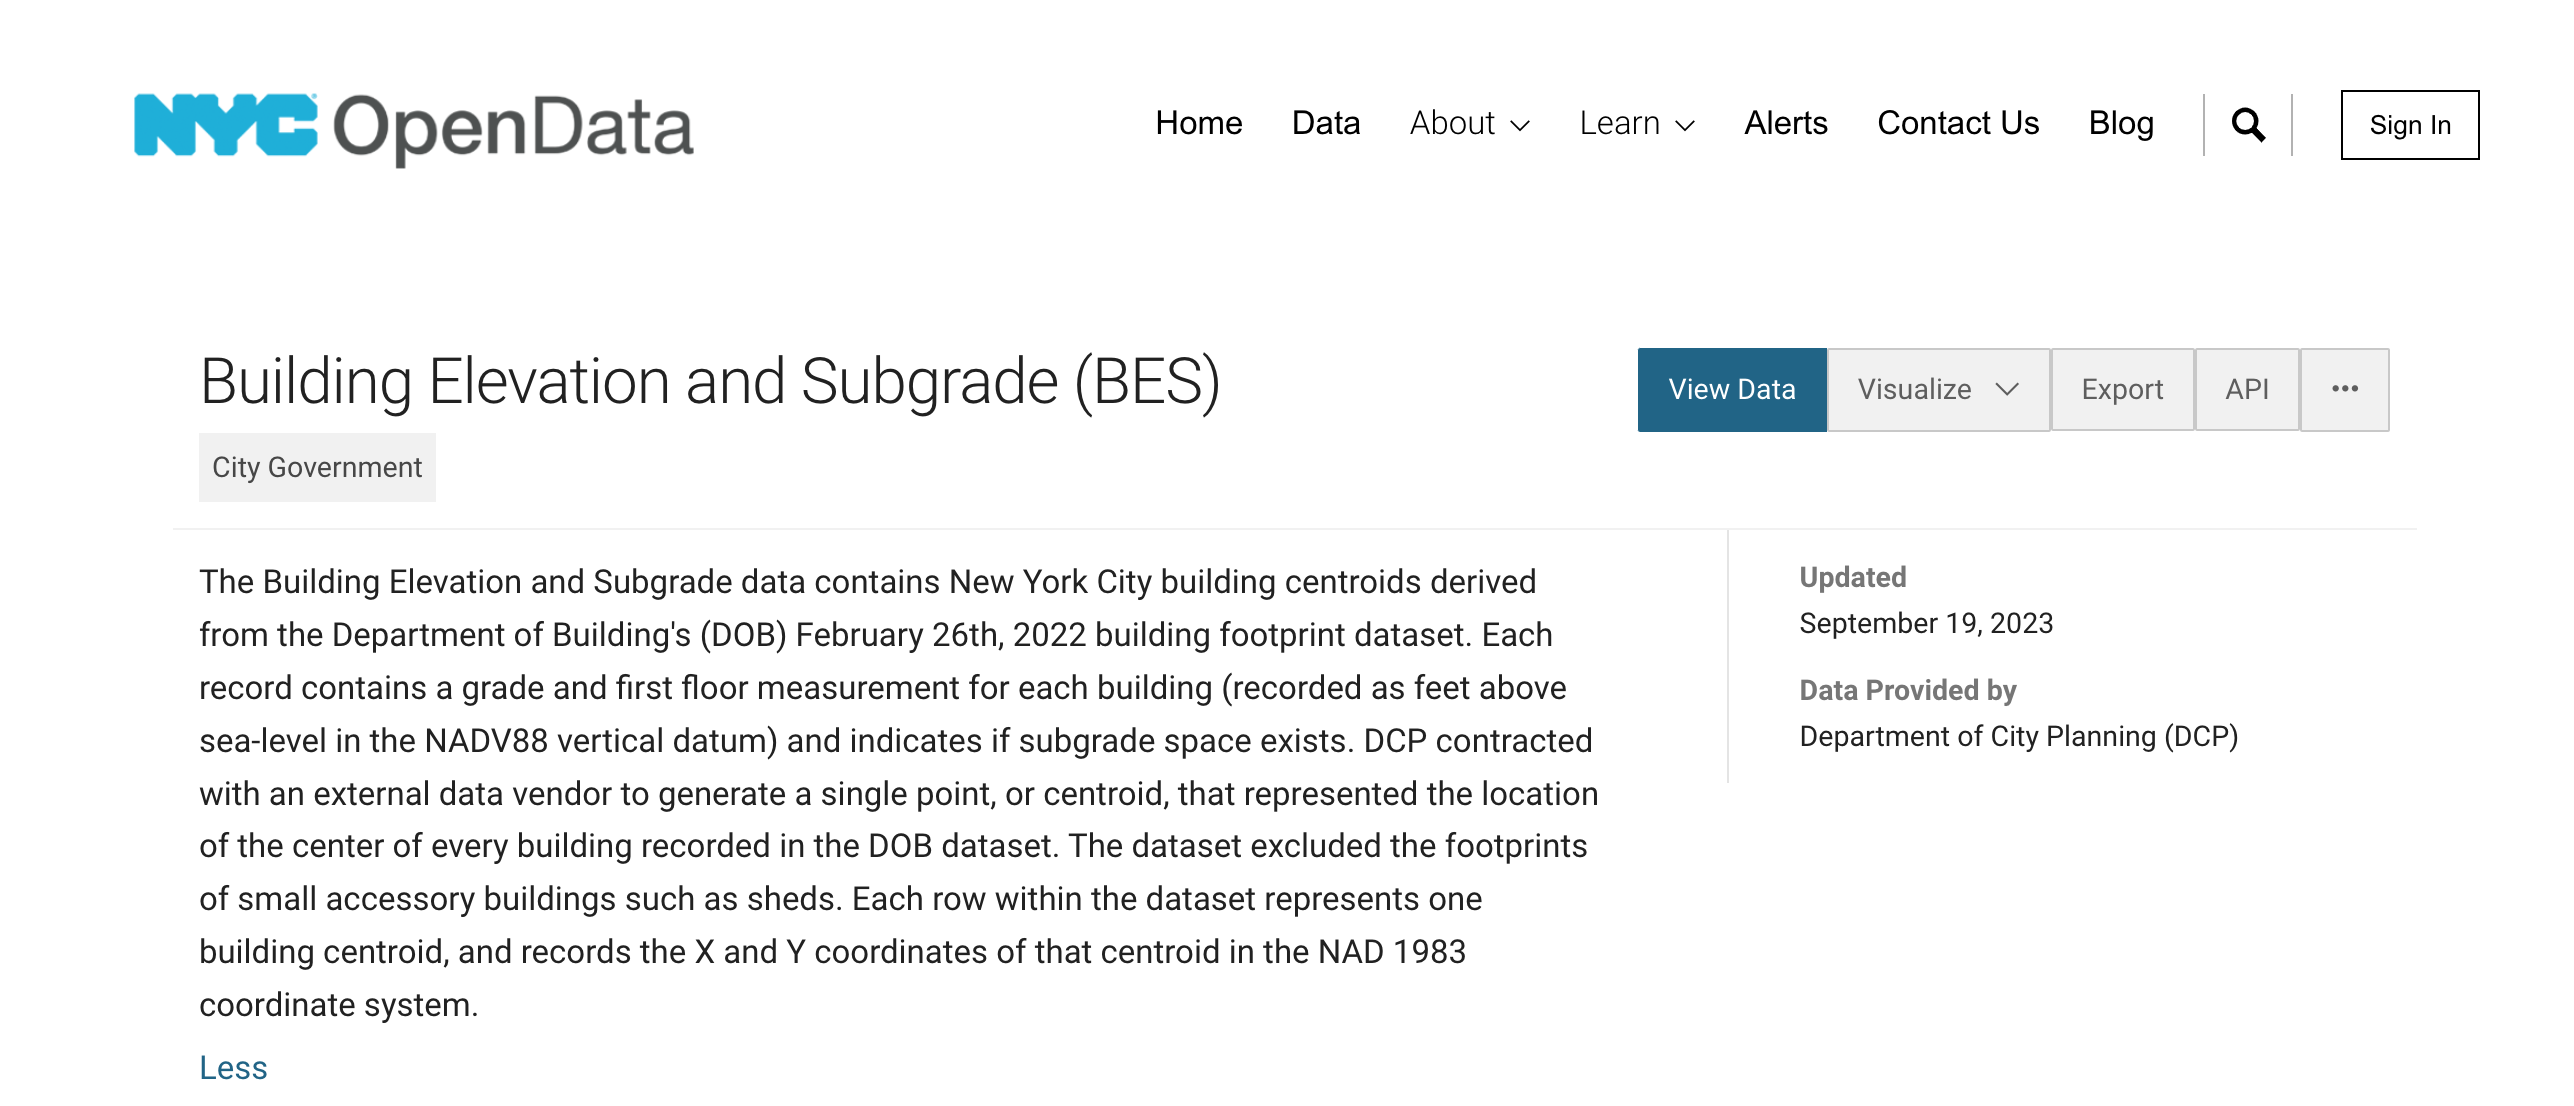 NYC OpenData
Home Data About Learn Alerts Contact Us Blog Sign In
Building Elevation and Subgrade (BES)
View Data Visualize Export API
City Government
The Building Elevation and Subgrade data contains New York City building centroids derived
from the Department of Building's (DOB) February 26th, 2022 building footprint dataset. Each
record contains a grade and first floor measurement for each building (recorded as feet above
sea-level in the NADV88 vertical datum) and indicates if subgrade space exists. DCP contracted
with an external data vendor to generate a single point, or centroid, that represented the location
of the center of every building recorded in the DOB dataset. The dataset excluded the footprints
of small accessory buildings such as sheds. Each row within the dataset represents one
building centroid, and records the X and Y coordinates of that centroid in the NAD 1983
coordinate system.
Less
Updated
September 19, 2023
Data Provided by
Department of City Planning (DCP)